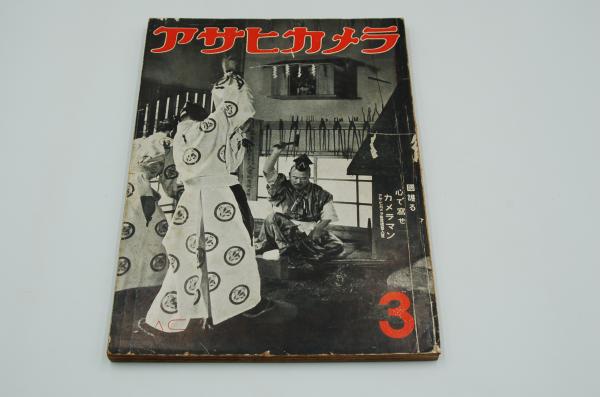 アサヒカメラ
國護る
心で寫せ
カメラマン
3